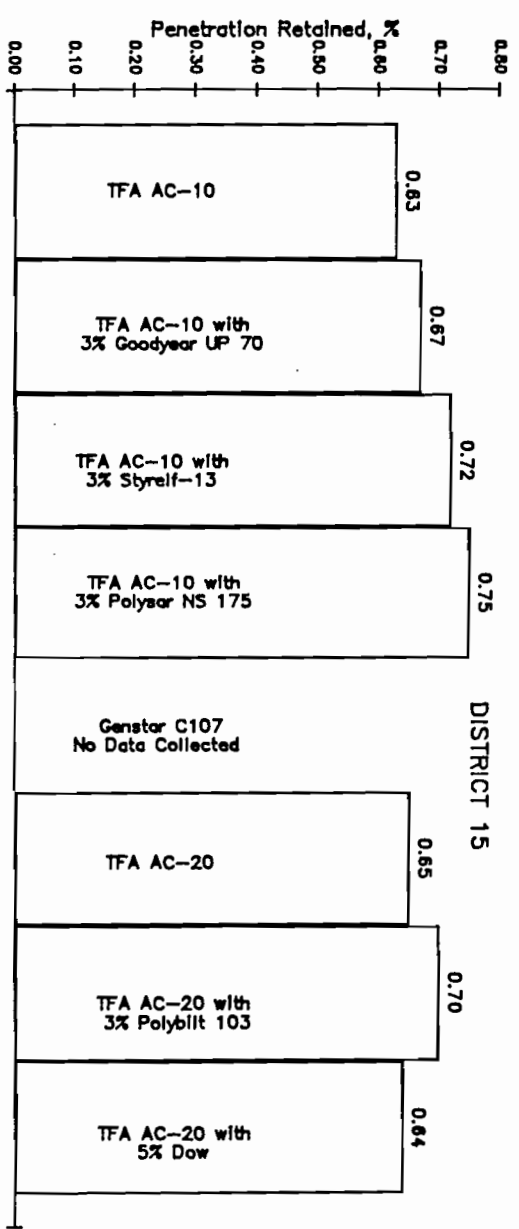 Penetration Retained, %
0.80
0.70
0.60
0.50
0.40
0.30
0.20
0.10
0.00
DISTRICT 15
0.63
TFA AC-10
0.67
TFA AC-10 with
3% Goodyear UP 70
0.72
TFA AC-10 with
3% Styrelf-13
0.75
TFA AC-10 with
3% Polysar NS 175
Genstar C107
No Data Collected
0.65
TFA AC-20
0.70
TFA AC-20 with
3% Polybilt 103
0.64
TFA AC-20 with
5% Dow